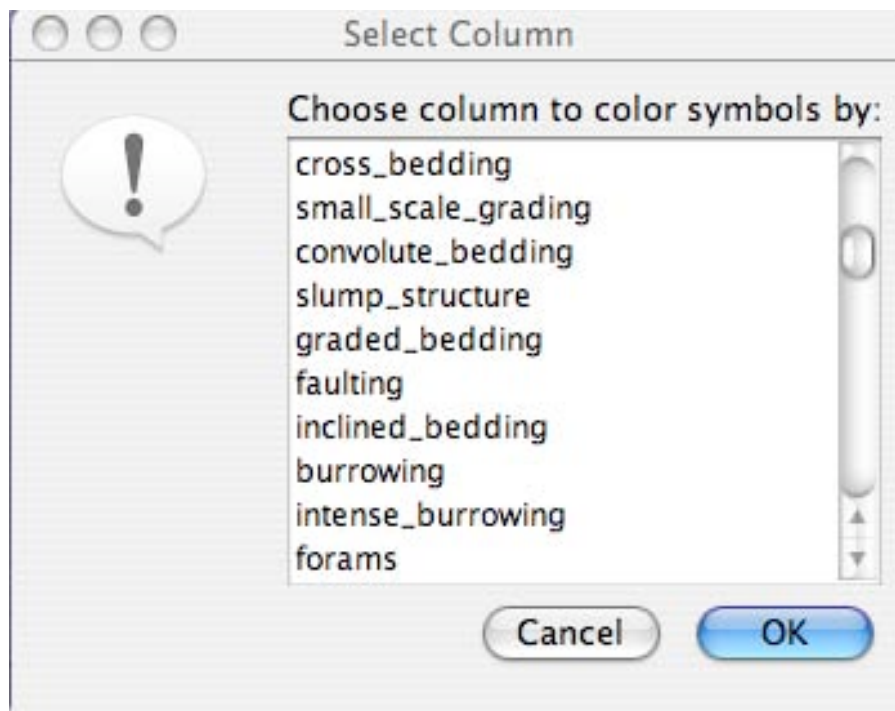 Select Column
Choose column to color symbols by:
cross_bedding
small_scale_grading
convolute_bedding
slump_structure
graded_bedding
faulting
inclined_bedding
burrowing
intense_burrowing
forams
Cancel
OK